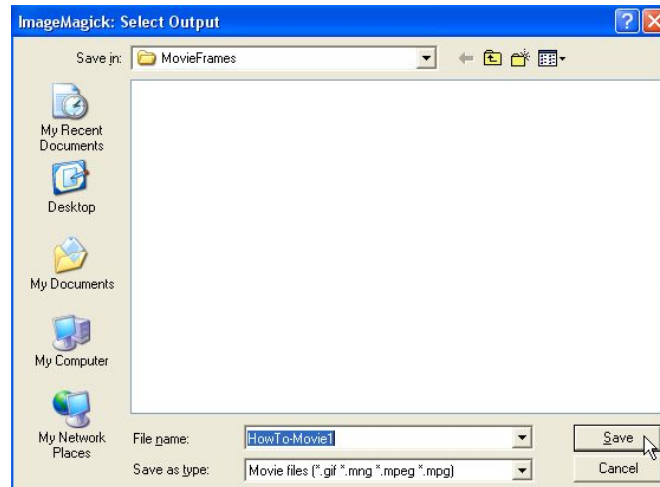 ImageMagick: Select Output
Save in: MovieFrames
My Recent
Documents
Desktop
My Documents
My Computer
My Network
Places
File name: HowTo-Movie1 Save
Save as type: Movie files (*.gif *.mng *.mpeg *.mpg) Cancel